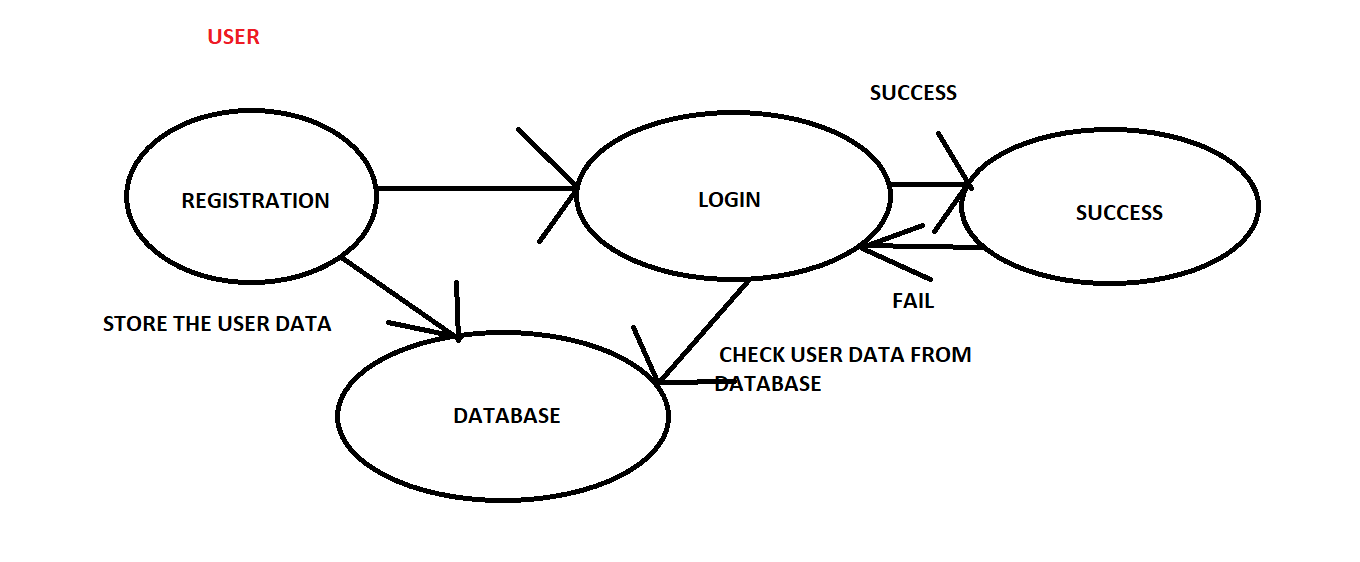 USER
SUCCESS
REGISTRATION
LOGIN
SUCCESS
FAIL
STORE THE USER DATA
CHECK USER DATA FROM
DATABASE
DATABASE